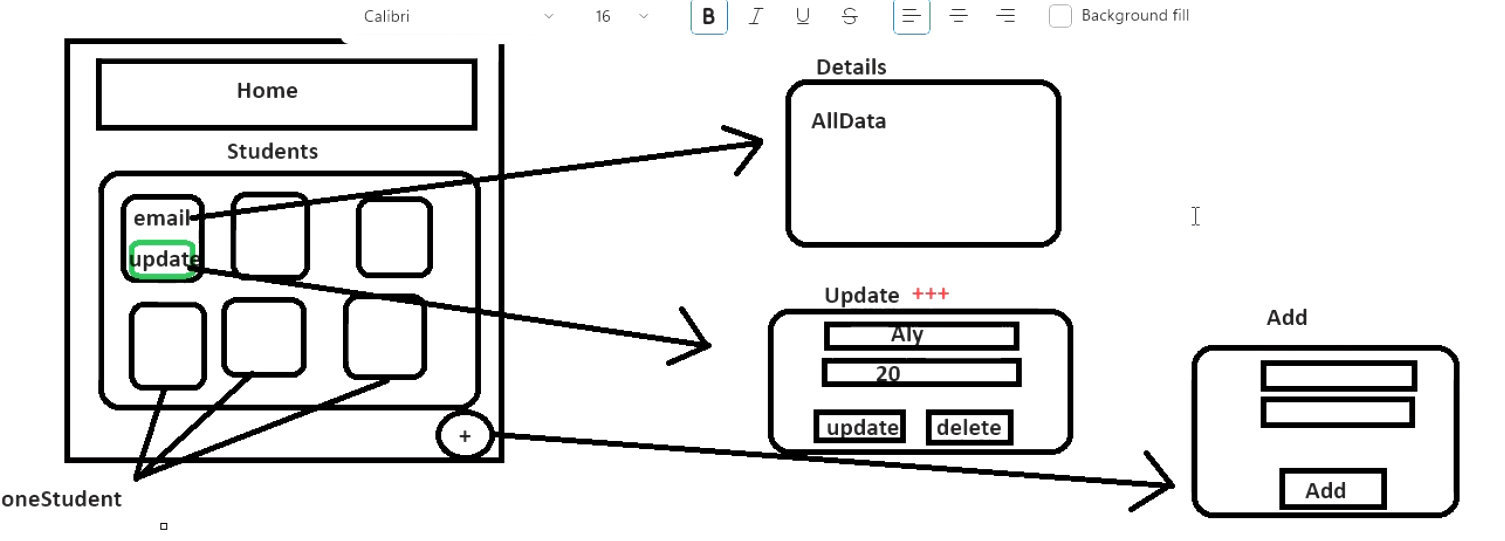 Calibri 16 B I U S Background fill
Home
Students
email
update
+
oneStudent
Details
AllData
Update +++
Aly
20
update delete
Add
Add